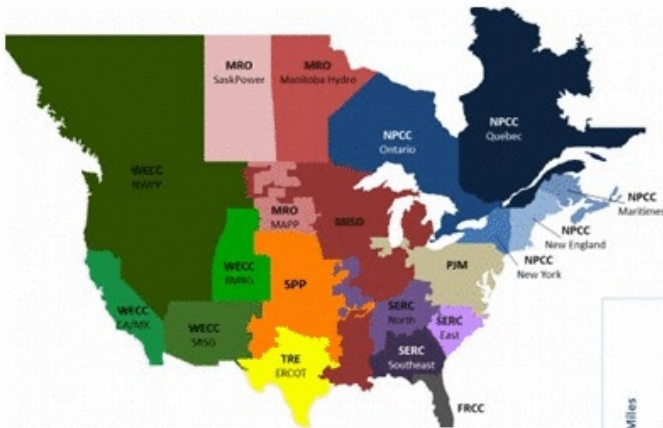 MRO
SaskPower
MRO
Manitoba Hydro
NPCC
Ontario
NPCC
Quebec
WECC
NWPP
MRO
MAPP
MISO
NPCC
Maritimes
NPCC
New England
NPCC
New York
PJM
WECC
RMRG
SPP
WECC
CA/MX
WECC
SRSG
SERC
North
SERC
East
SERC
Southeast
TRE
ERCOT
FRCC
Miles